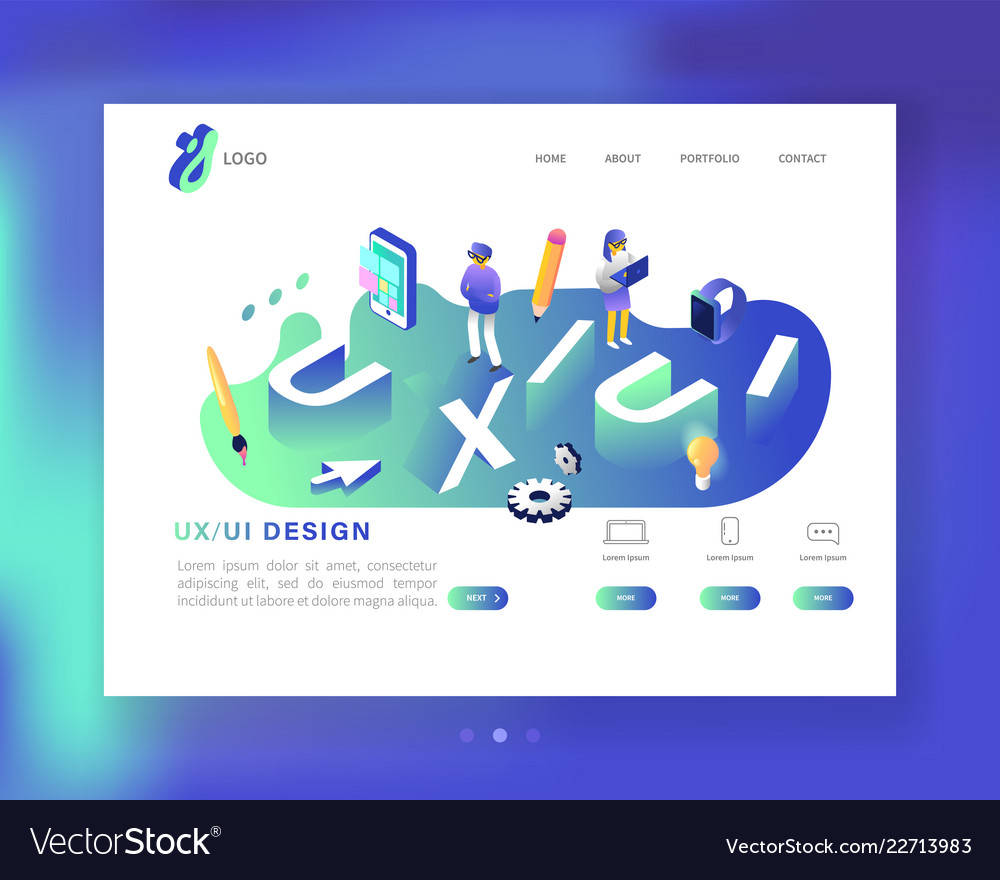 LOGO
HOME ABOUT PORTFOLIO CONTACT
UX/UI
UX/UI DESIGN
Lorem ipsum dolor sit amet, consectetur
adipiscing elit, sed do eiusmod tempor
incididunt ut labore et dolore magna aliqua.
NEXT
Lorem Ipsum Lorem Ipsum Lorem Ipsum
MORE MORE MORE
VectorStock®
VectorStock.com/22713983